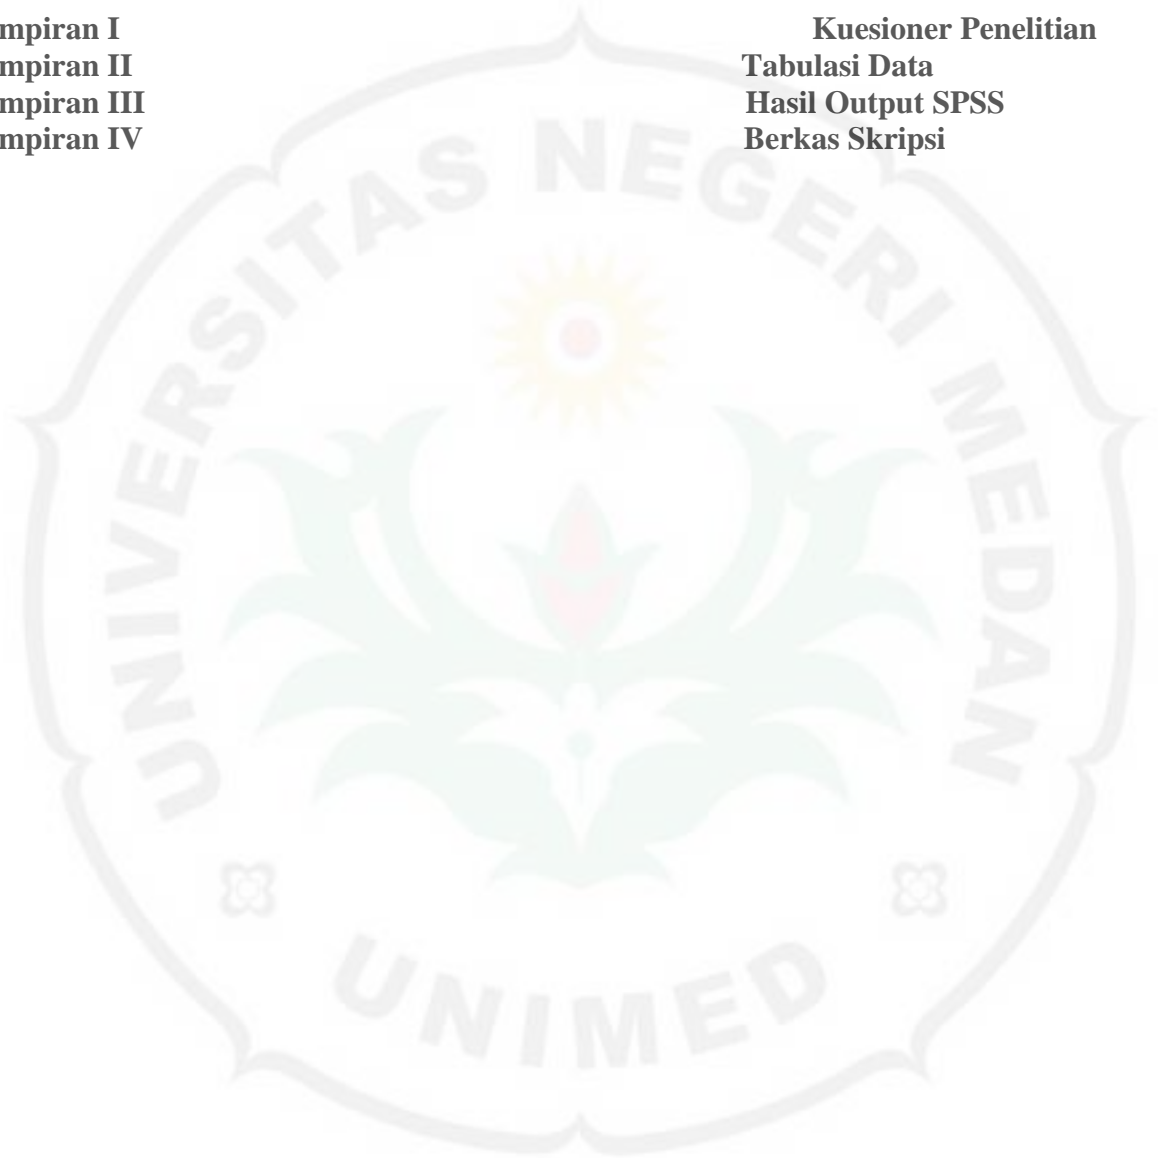 mpiran I Kuesioner Penelitian
mpiran II Tabulasi Data
mpiran III Hasil Output SPSS
mpiran IV Berkas Skripsi
UNIVERSITAS NEGERI MEDAN
UNIMED